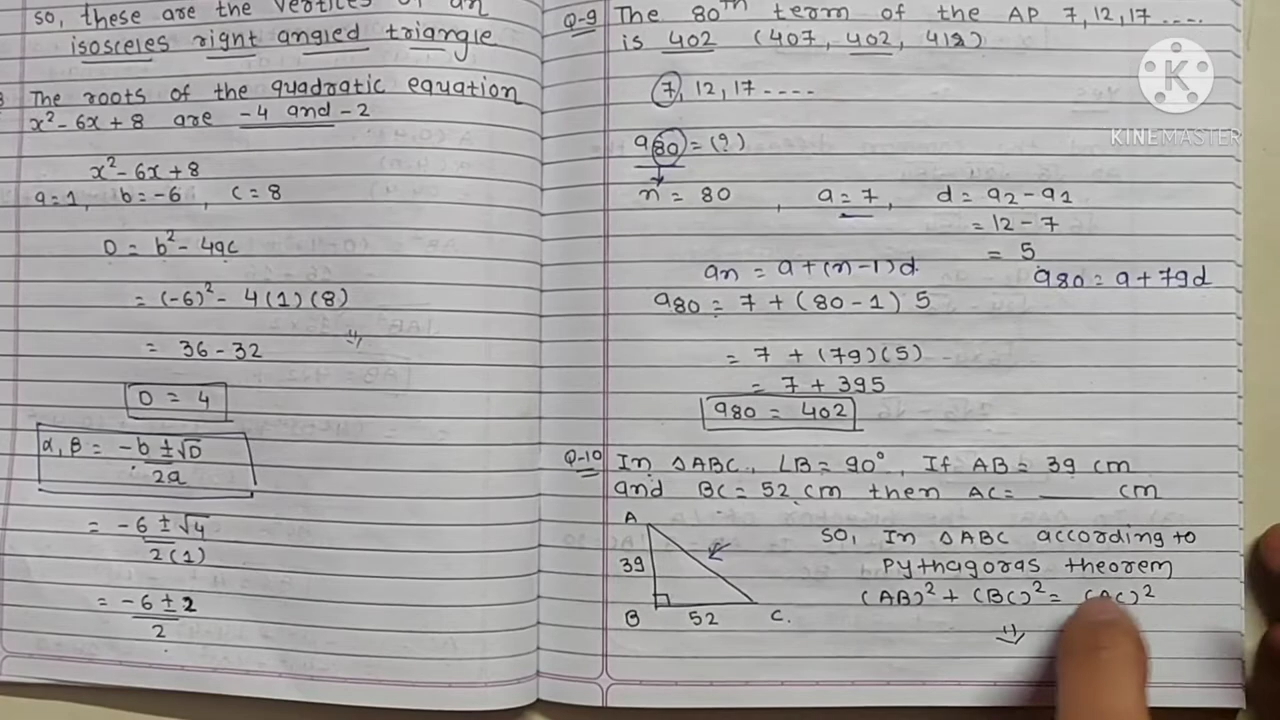 so, these are the vertices of an
isosceles right angled triangle
The roots of the quadratic equation
x² - 6x + 8 are -4 and -2
x² - 6x + 8
a = 1, b = -6, c = 8
D = b² - 4ac
= (-6)² - 4(1)(8)
= 36 - 32
D = 4
α, β = -b ± √D
2a
= -6 ± √4
2(1)
= -6 ± 2
2
Q-9 The 80th term of the AP 7, 12, 17 ....
is 402 (407, 402, 412)
7, 12, 17 ----
a80 = (?)
n = 80, a = 7, d = a2 - a1
= 12 - 7
= 5
an = a + (n-1)d
a80 = a + 79d
a80 = 7 + (80-1) 5
= 7 + (79)(5)
= 7 + 395
a80 = 402
Q-10 In △ABC, ∠B = 90°, If AB = 39 cm
and BC = 52 cm then AC = ___ cm
A
39
B 52 C.
so, In △ABC according to
Pythagoras theorem
(AB)² + (BC)² = (AC)²
K
KINEMASTER